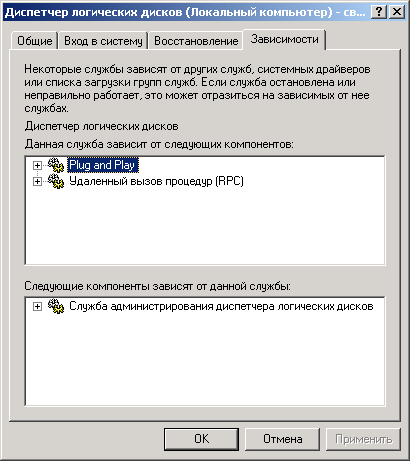 Диспетчер логических дисков (Локальный компьютер) - св...
Общие
Вход в систему
Восстановление
Зависимости
Некоторые службы зависят от других служб, системных драйверов
или списка загрузки групп служб. Если служба остановлена или
неправильно работает, это может отразиться на зависимых от нее
службах.
Диспетчер логических дисков
Данная служба зависит от следующих компонентов:
Plug and Play
Удаленный вызов процедур (RPC)
Следующие компоненты зависят от данной службы:
Служба администрирования диспетчера логических дисков
OK
Отмена
Применить